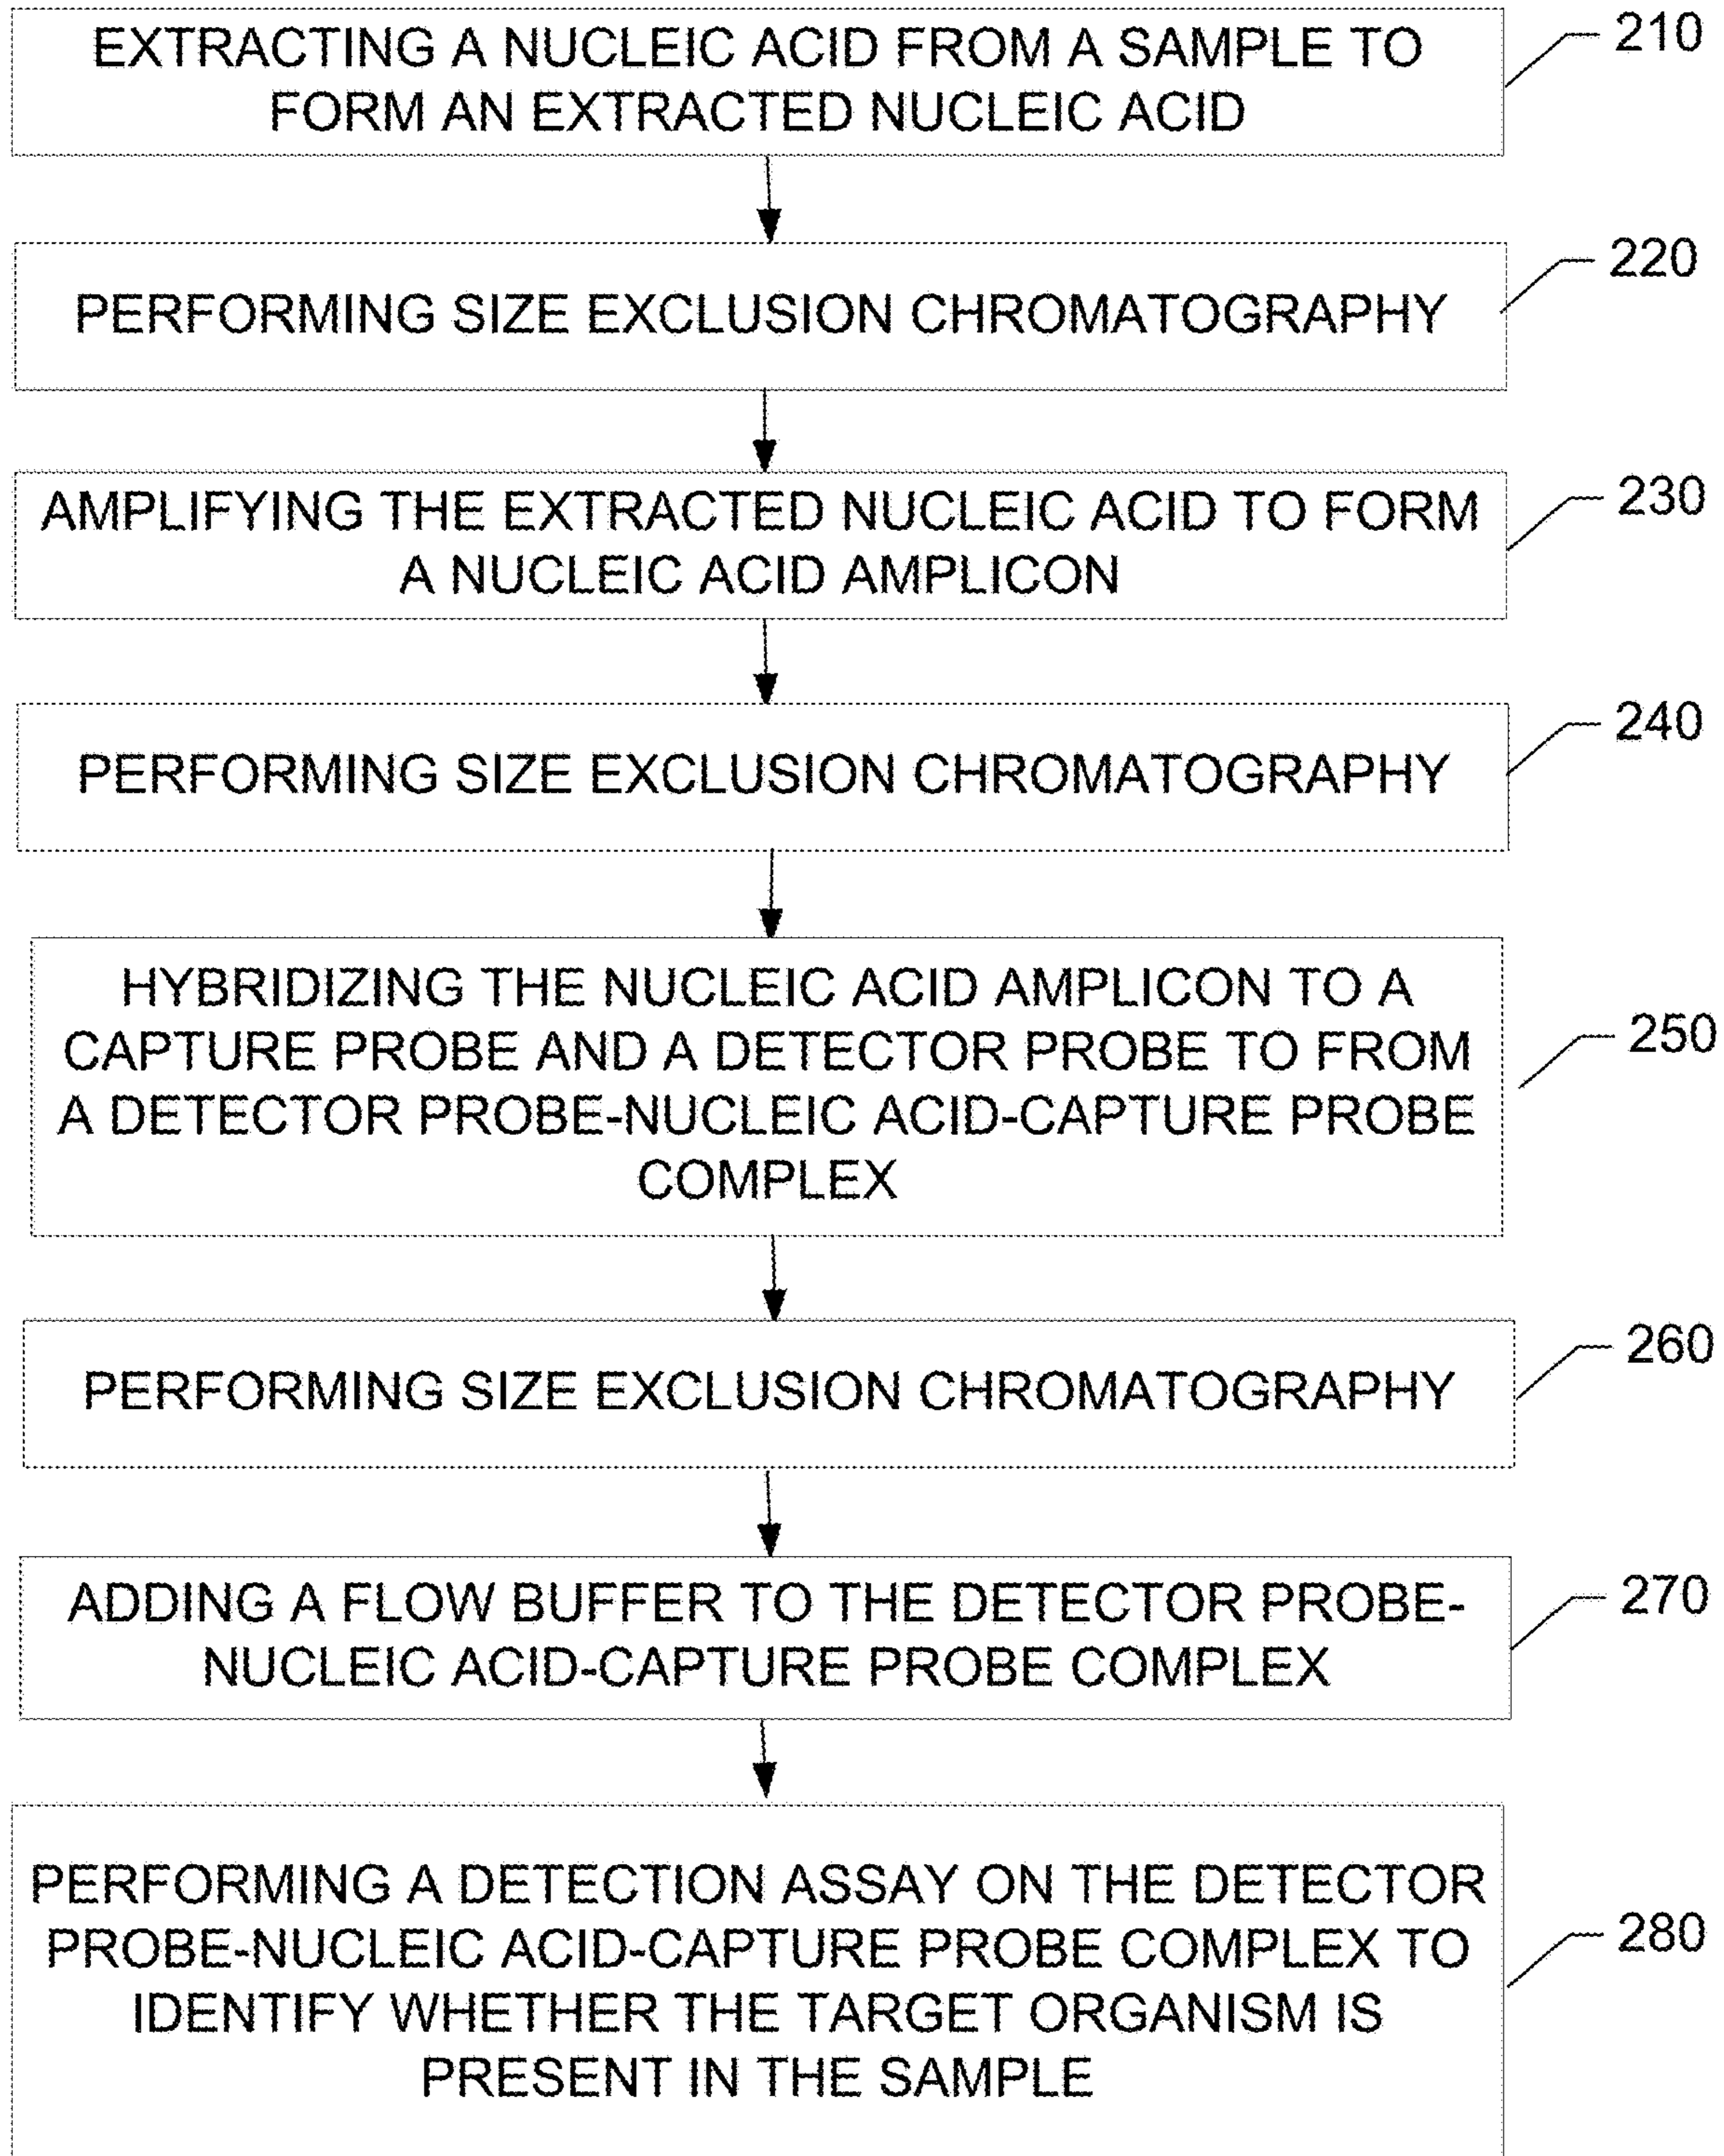 EXTRACTING A NUCLEIC ACID FROM A SAMPLE TO
FORM AN EXTRACTED NUCLEIC ACID
210
PERFORMING SIZE EXCLUSION CHROMATOGRAPHY
220
AMPLIFYING THE EXTRACTED NUCLEIC ACID TO FORM
A NUCLEIC ACID AMPLICON
230
PERFORMING SIZE EXCLUSION CHROMATOGRAPHY
240
HYBRIDIZING THE NUCLEIC ACID AMPLICON TO A
CAPTURE PROBE AND A DETECTOR PROBE TO FROM
A DETECTOR PROBE-NUCLEIC ACID-CAPTURE PROBE
COMPLEX
250
PERFORMING SIZE EXCLUSION CHROMATOGRAPHY
260
ADDING A FLOW BUFFER TO THE DETECTOR PROBE-
NUCLEIC ACID-CAPTURE PROBE COMPLEX
270
PERFORMING A DETECTION ASSAY ON THE DETECTOR
PROBE-NUCLEIC ACID-CAPTURE PROBE COMPLEX TO
IDENTIFY WHETHER THE TARGET ORGANISM IS
PRESENT IN THE SAMPLE
280